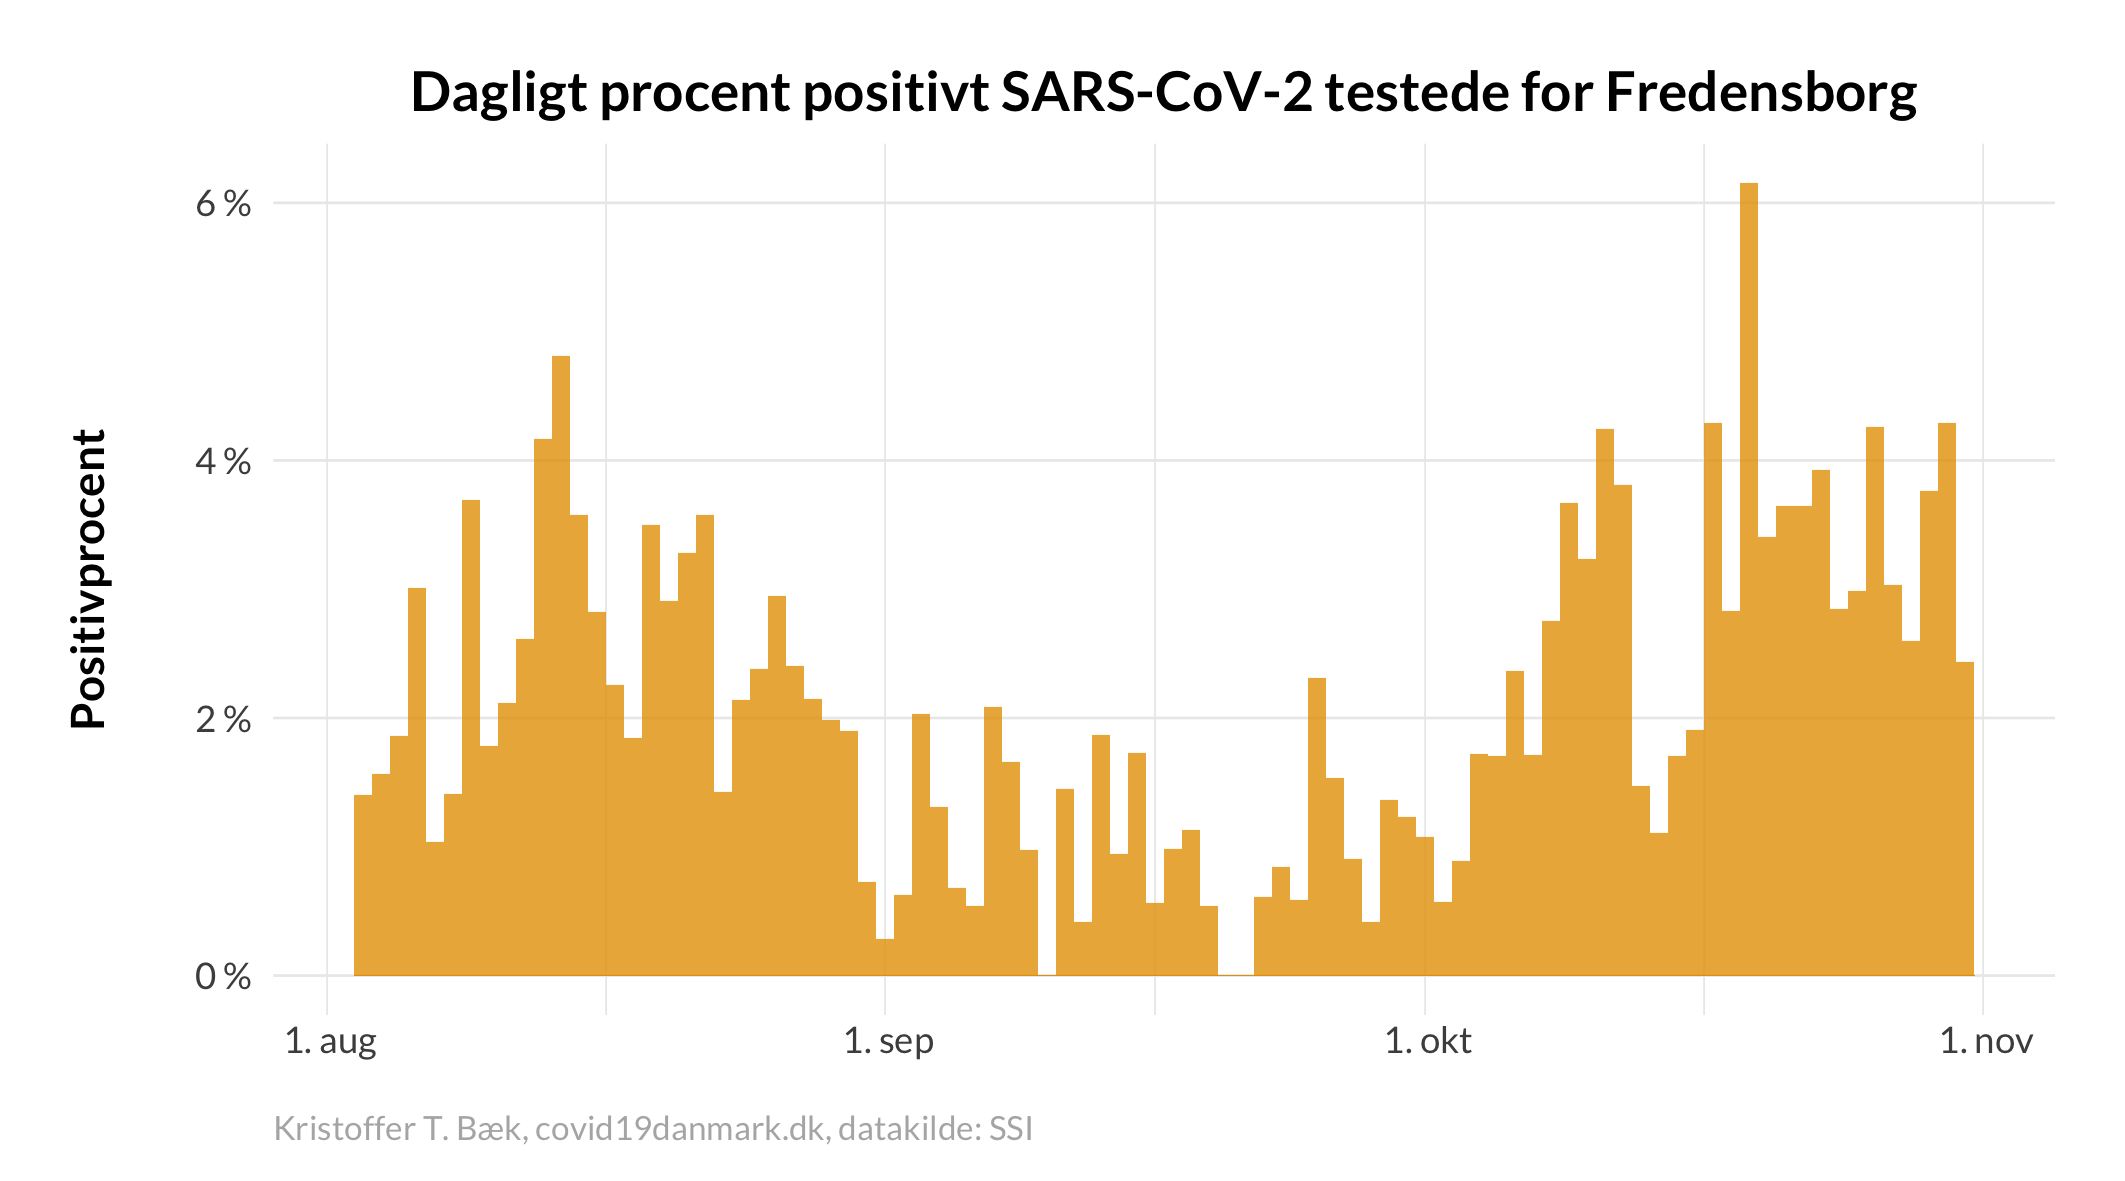 Dagligt procent positivt SARS-CoV-2 testede for Fredensborg
Positivprocent
6 %
4 %
2 %
0 %
1. aug
1. sep
1. okt
1. nov
Kristoffer T. Bæk, covid19danmark.dk, datakilde: SSI